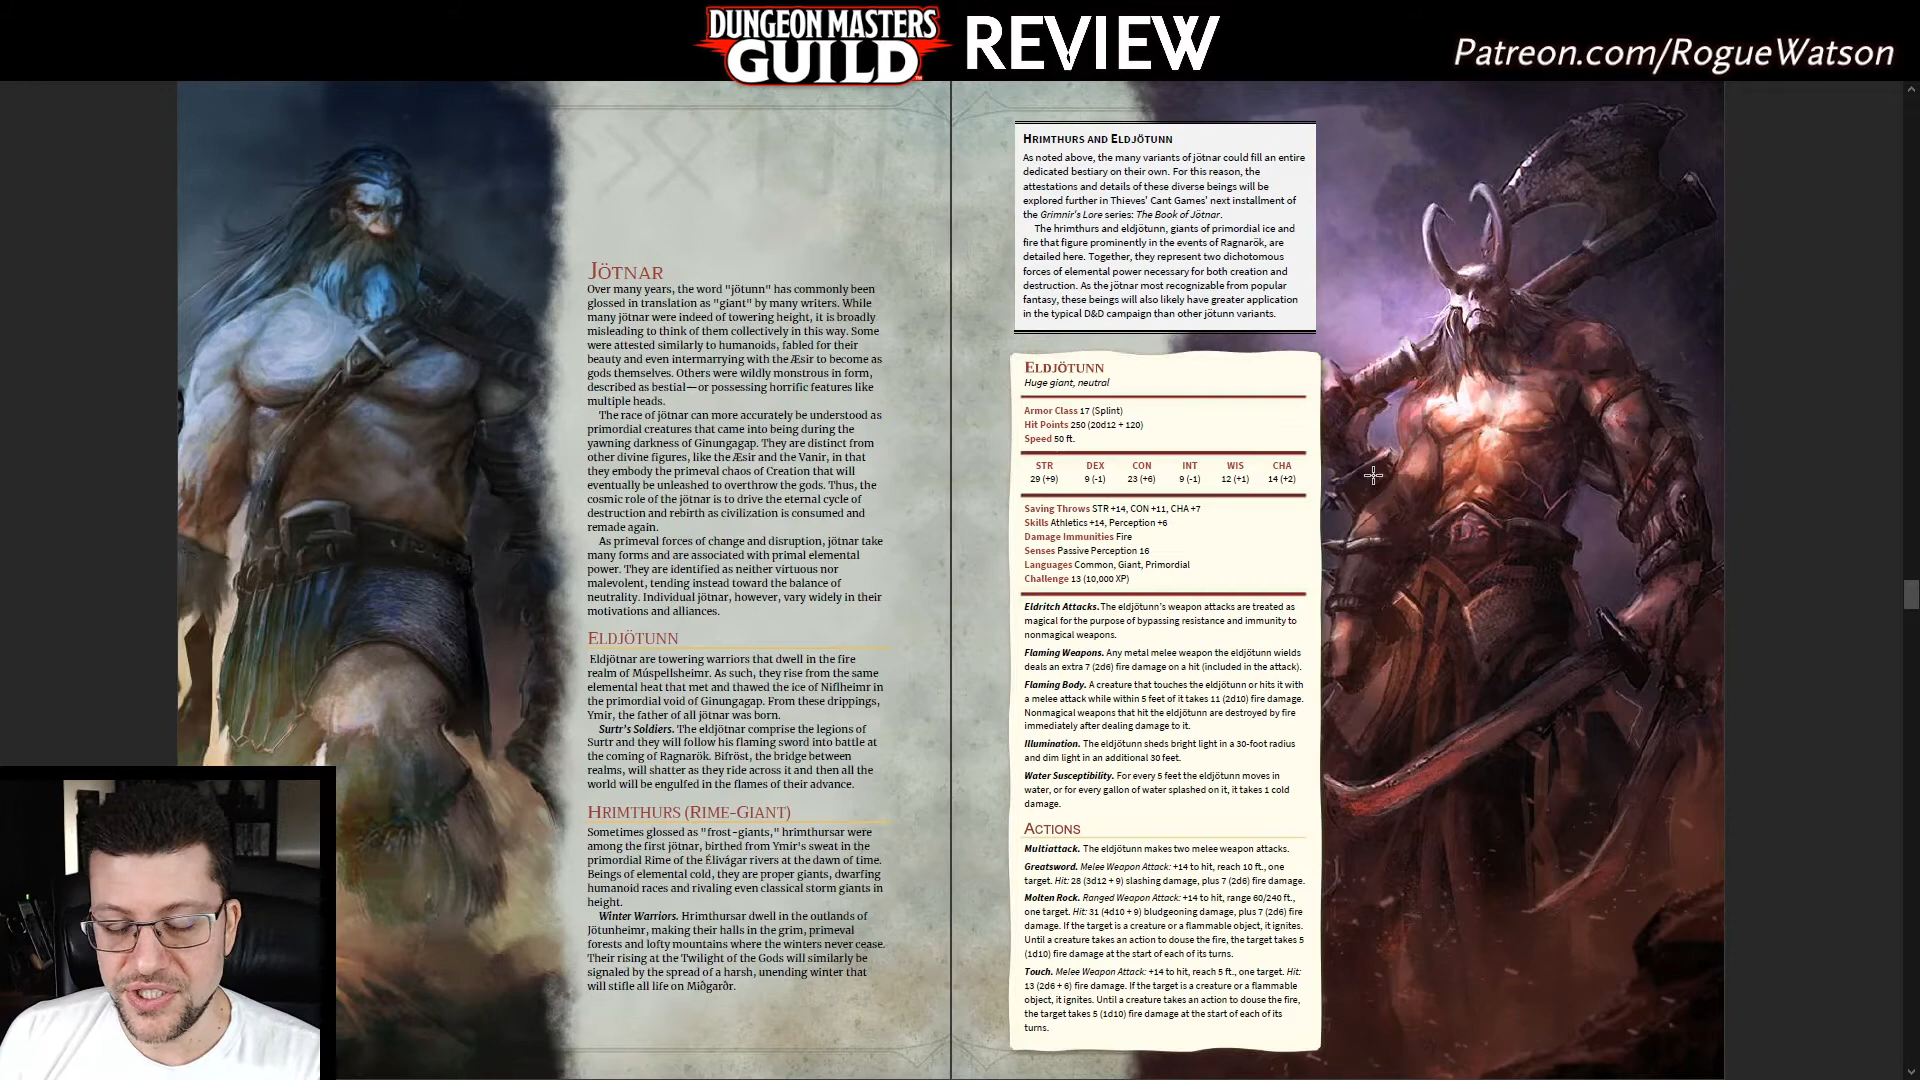 DUNGEON MASTERS
GUILD
REVIEW
Patreon.com/RogueWatson
JÖTNAR
Over many years, the word "jötunn" has commonly been
glossed in translation as "giant" by many writers. While
many jötnar were indeed of towering height, it is broadly
misleading to think of them collectively in this way. Some
were attested similarly to humanoids, fabled for their
beauty and even intermarrying with the Æsir to become as
gods themselves. Others were wildly monstrous in form,
described as bestial—or possessing horrific features like
multiple heads.
The race of jötnar can more accurately be understood as
primordial creatures that came into being during the
yawning darkness of Ginungagap. They are distinct from
other divine figures, like the Æsir and the Vanir, in that
they embody the primeval chaos of Creation that will
eventually be unleashed to overthrow the gods. Thus, the
cosmic role of the jötnar is to drive the eternal cycle of
destruction and rebirth as civilization is consumed and
remade again.
As primeval forces of change and disruption, jötnar take
many forms and are associated with primal elemental
power. They are identified as neither virtuous nor
malevolent, tending instead toward the balance of
neutrality. Individual jötnar, however, vary widely in their
motivations and alliances.
ELDJÖTUNN
Eldjötnar are towering warriors that dwell in the fire
realm of Múspellsheimr. As such, they rise from the same
elemental heat that met and thawed the ice of Niflheimr in
the primordial void of Ginungagap. From these drippings,
Ymir, the father of all jötnar was born.
Surtr's Soldiers. The eldjötnar comprise the legions of
Surtr and they will follow his flaming sword into battle at
the coming of Ragnarök. Bifröst, the bridge between
realms, will shatter as they ride across it and then all the
world will be engulfed in the flames of their advance.
HRIMTHURS (RIME-GIANT)
Sometimes glossed as "frost-giants," hrimthursar were
among the first jötnar, birthed from Ymir's sweat in the
primordial Rime of the Élivágar rivers at the dawn of time.
Beings of elemental cold, they are proper giants, dwarfing
humanoid races and rivaling even classical storm giants in
height.
Winter Warriors. Hrimthursar dwell in the outlands of
Jötunheimr, making their halls in the grim, primeval
forests and lofty mountains where the winters never cease.
Their rising at the Twilight of the Gods will similarly be
signaled by the spread of a harsh, unending winter that
will stifle all life on Miðgarðr.
HRIMTHURS AND ELDJÖTUNN
As noted above, the many variants of jötnar could fill an entire
dedicated bestiary on their own. For this reason, the
attestations and details of these diverse beings will be
explored further in Thieves' Cant Games' next installment of
the Grimnir's Lore series: The Book of Jötnar.
The hrimthurs and eldjötunn, giants of primordial ice and
fire that figure prominently in the events of Ragnarök, are
detailed here. Together, they represent two dichotomous
forces of elemental power necessary for both creation and
destruction. As the jötnar most recognizable from popular
fantasy, these beings will also likely have greater application
in the typical D&D campaign than other jötunn variants.
ELDJÖTUNN
Huge giant, neutral
Armor Class 17 (Splint)
Hit Points 250 (20d12 + 120)
Speed 50 ft.
STR DEX CON INT WIS CHA
29 (+9) 9 (-1) 23 (+6) 9 (-1) 12 (+1) 14 (+2)
Saving Throws STR +14, CON +11, CHA +7
Skills Athletics +14, Perception +6
Damage Immunities Fire
Senses Passive Perception 16
Languages Common, Giant, Primordial
Challenge 13 (10,000 XP)
Eldritch Attacks.The eldjötunn's weapon attacks are treated as
magical for the purpose of bypassing resistance and immunity to
nonmagical weapons.
Flaming Weapons. Any metal melee weapon the eldjötunn wields
deals an extra 7 (2d6) fire damage on a hit (included in the attack).
Flaming Body. A creature that touches the eldjötunn or hits it with
a melee attack while within 5 feet of it takes 11 (2d10) fire damage.
Nonmagical weapons that hit the eldjötunn are destroyed by fire
immediately after dealing damage to it.
Illumination. The eldjötunn sheds bright light in a 30-foot radius
and dim light in an additional 30 feet.
Water Susceptibility. For every 5 feet the eldjötunn moves in
water, or for every gallon of water splashed on it, it takes 1 cold
damage.
ACTIONS
Multiattack. The eldjötunn makes two melee weapon attacks.
Greatsword. Melee Weapon Attack: +14 to hit, reach 10 ft., one
target. Hit: 28 (3d12 + 9) slashing damage, plus 7 (2d6) fire damage.
Molten Rock. Ranged Weapon Attack: +14 to hit, range 60/240 ft.,
one target. Hit: 31 (4d10 + 9) bludgeoning damage, plus 7 (2d6) fire
damage. If the target is a creature or a flammable object, it ignites.
Until a creature takes an action to douse the fire, the target takes 5
(1d10) fire damage at the start of each of its turns.
Touch. Melee Weapon Attack: +14 to hit, reach 5 ft., one target. Hit:
13 (2d6 + 6) fire damage. If the target is a creature or a flammable
object, it ignites. Until a creature takes an action to douse the fire,
the target takes 5 (1d10) fire damage at the start of each of its
turns.